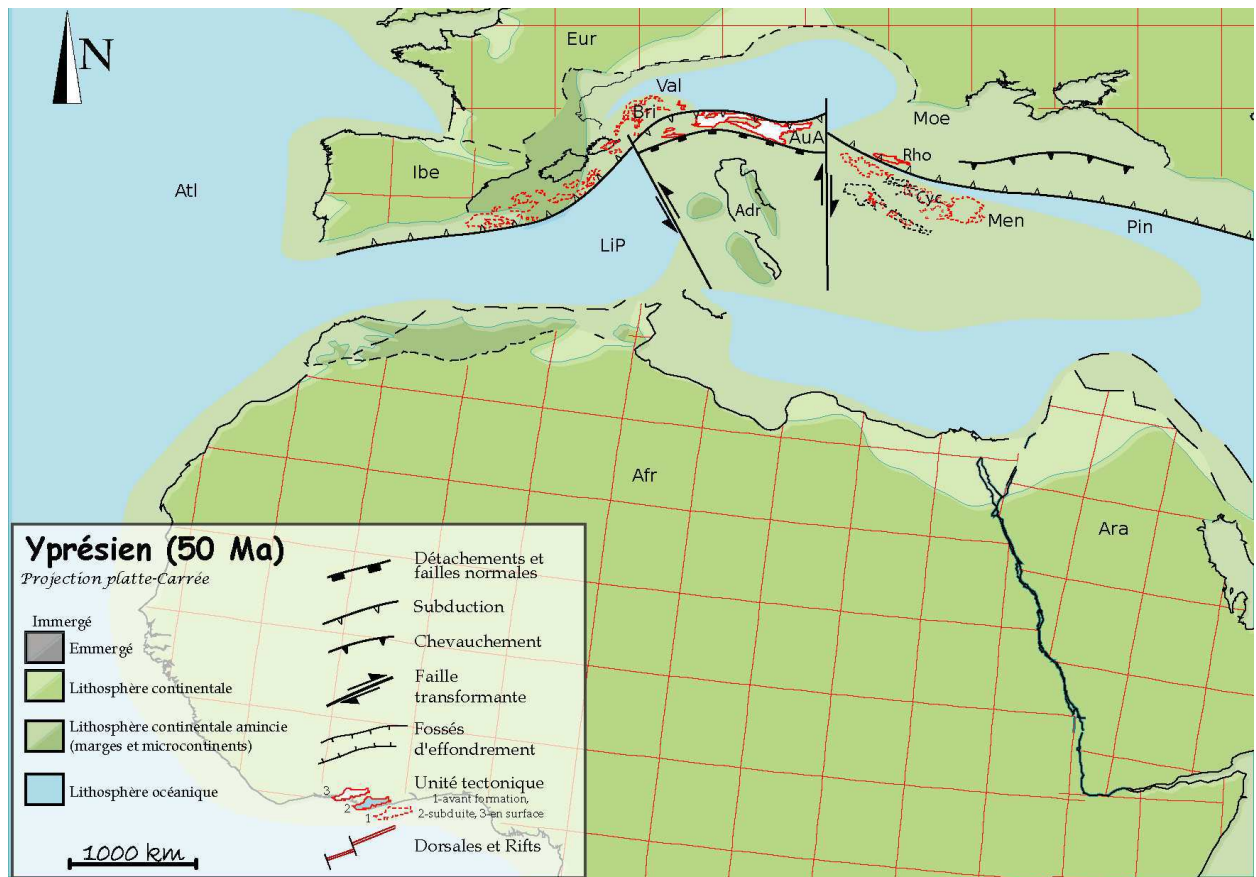 N
Eur
Val
Bri
AuA
Moe
Rho
Ibe
Atl
Adr
Cyc
Men
Pin
LiP
Afr
Ara
Yprésien (50 Ma)
Projection platte-Carrée
Immergé
Emmergé
Lithosphère continentale
Lithosphère continentale amincie
(marges et microcontinents)
Lithosphère océanique
1000 km
Détachements et
failles normales
Subduction
Chevauchement
Faille
transformante
Fossés
d'effondrement
3
2
1
Unité tectonique
1-avant formation,
2-subduite, 3-en surface
Dorsales et Rifts